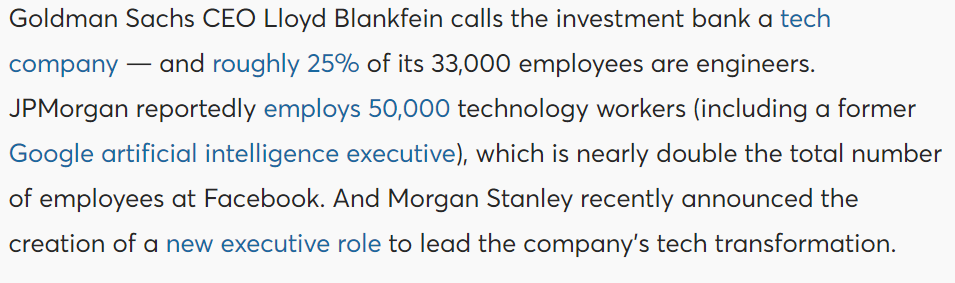 Goldman Sachs CEO Lloyd Blankfein calls the investment bank a tech
company — and roughly 25% of its 33,000 employees are engineers.
JPMorgan reportedly employs 50,000 technology workers (including a former
Google artificial intelligence executive), which is nearly double the total number
of employees at Facebook. And Morgan Stanley recently announced the
creation of a new executive role to lead the company's tech transformation.